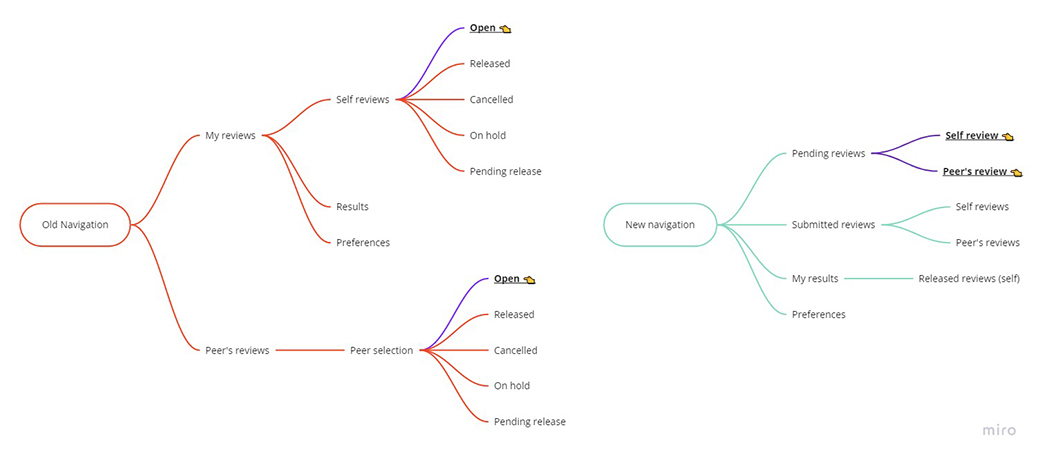 Old Navigation
My reviews
Self reviews
Open
Released
Cancelled
On hold
Pending release
Results
Preferences
Peer's reviews
Peer selection
Open
Released
Cancelled
On hold
Pending release
New navigation
Pending reviews
Self review
Peer's review
Submitted reviews
Self reviews
Peer's reviews
My results
Released reviews (self)
Preferences
miro